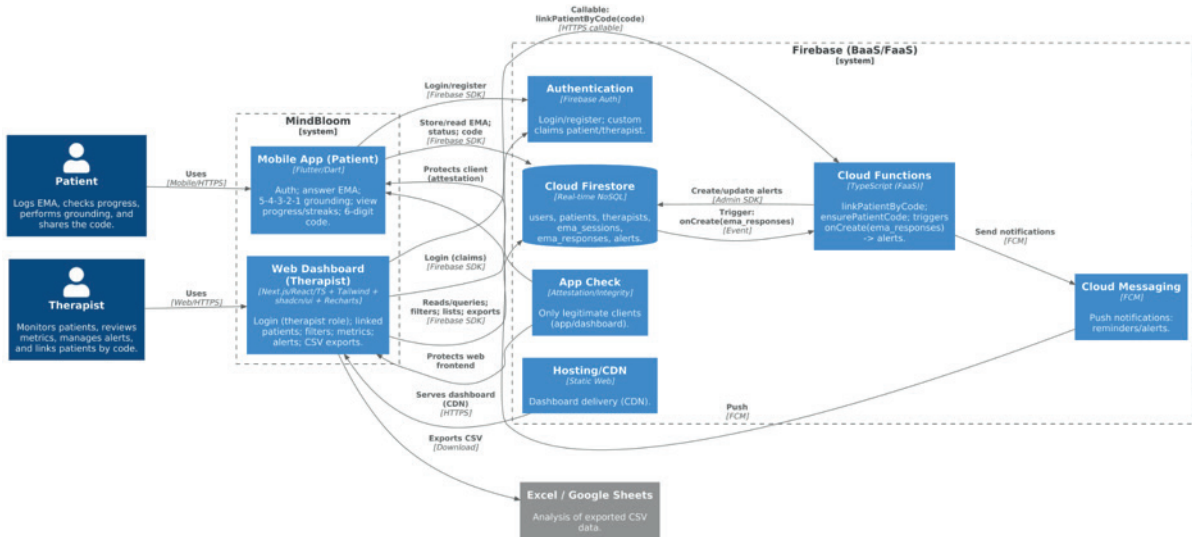 Callable:
linkPatientByCode(code)
[HTTPS callable]
Firebase (BaaS/FaaS)
[system]
Authentication
[Firebase Auth]
Login/register; custom
claims patient/therapist.
Login/register
[Firebase SDK]
MindBloom
[system]
Store/read EMA;
status; code
[Firebase SDK]
Patient
Logs EMA, checks progress,
performs grounding, and
shares the code.
Uses
[Mobile/HTTPS]
Mobile App (Patient)
[Flutter/Dart]
Auth; answer EMA;
5-4-3-2-1 grounding; view
progress/streaks; 6-digit
code.
Protects client
(attestation)
Cloud Firestore
[Real-time NoSQL]
users, patients, therapists,
ema_sessions,
ema_responses, alerts.
Create/update alerts
[Admin SDK]
Trigger:
onCreate(ema_responses)
[Event]
Cloud Functions
[TypeScript (FaaS)]
linkPatientByCode;
ensurePatientCode; triggers
onCreate(ema_responses)
-> alerts.
Send notifications
[FCM]
Therapist
Monitors patients, reviews
metrics, manages alerts,
and links patients by code.
Uses
[Web/HTTPS]
Web Dashboard
(Therapist)
[Next.js/React/TS + Tailwind +
shadcn/ui + Recharts]
Login (therapist role); linked
patients; filters; metrics;
alerts; CSV exports.
Login (claims)
[Firebase SDK]
Reads/queries;
filters; lists; exports
[Firebase SDK]
App Check
[Attestation/Integrity]
Only legitimate clients
(app/dashboard).
Cloud Messaging
[FCM]
Push notifications:
reminders/alerts.
Protects web
frontend
Hosting/CDN
[Static Web]
Dashboard delivery (CDN).
Serves dashboard
(CDN)
[HTTPS]
Push
[FCM]
Exports CSV
[Download]
Excel / Google Sheets
Analysis of exported CSV
data.